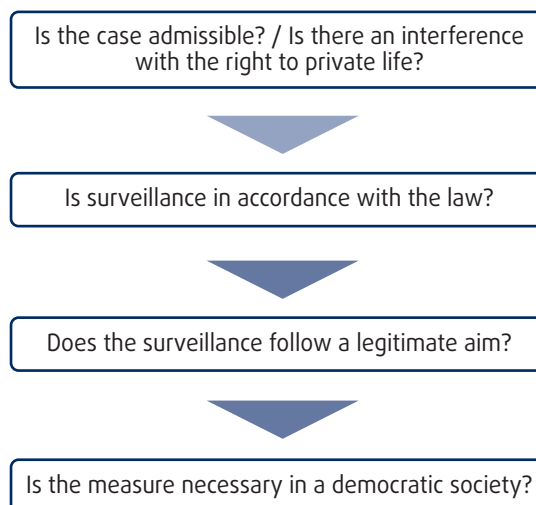 Is the case admissible? / Is there an interference
with the right to private life?
Is surveillance in accordance with the law?
Does the surveillance follow a legitimate aim?
Is the measure necessary in a democratic society?